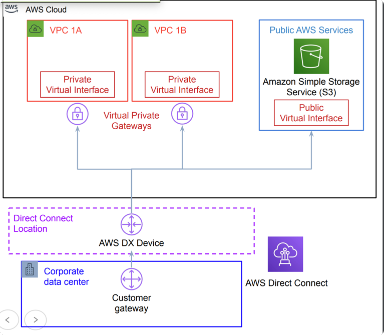 aws
AWS Cloud
VPC 1A
VPC 1B
Public AWS Services
Private
Virtual Interface
Private
Virtual Interface
Amazon Simple Storage
Service (S3)
Public
Virtual Interface
Virtual Private
Gateways
Direct Connect
Location
AWS DX Device
Corporate
data center
Customer
gateway
AWS Direct Connect